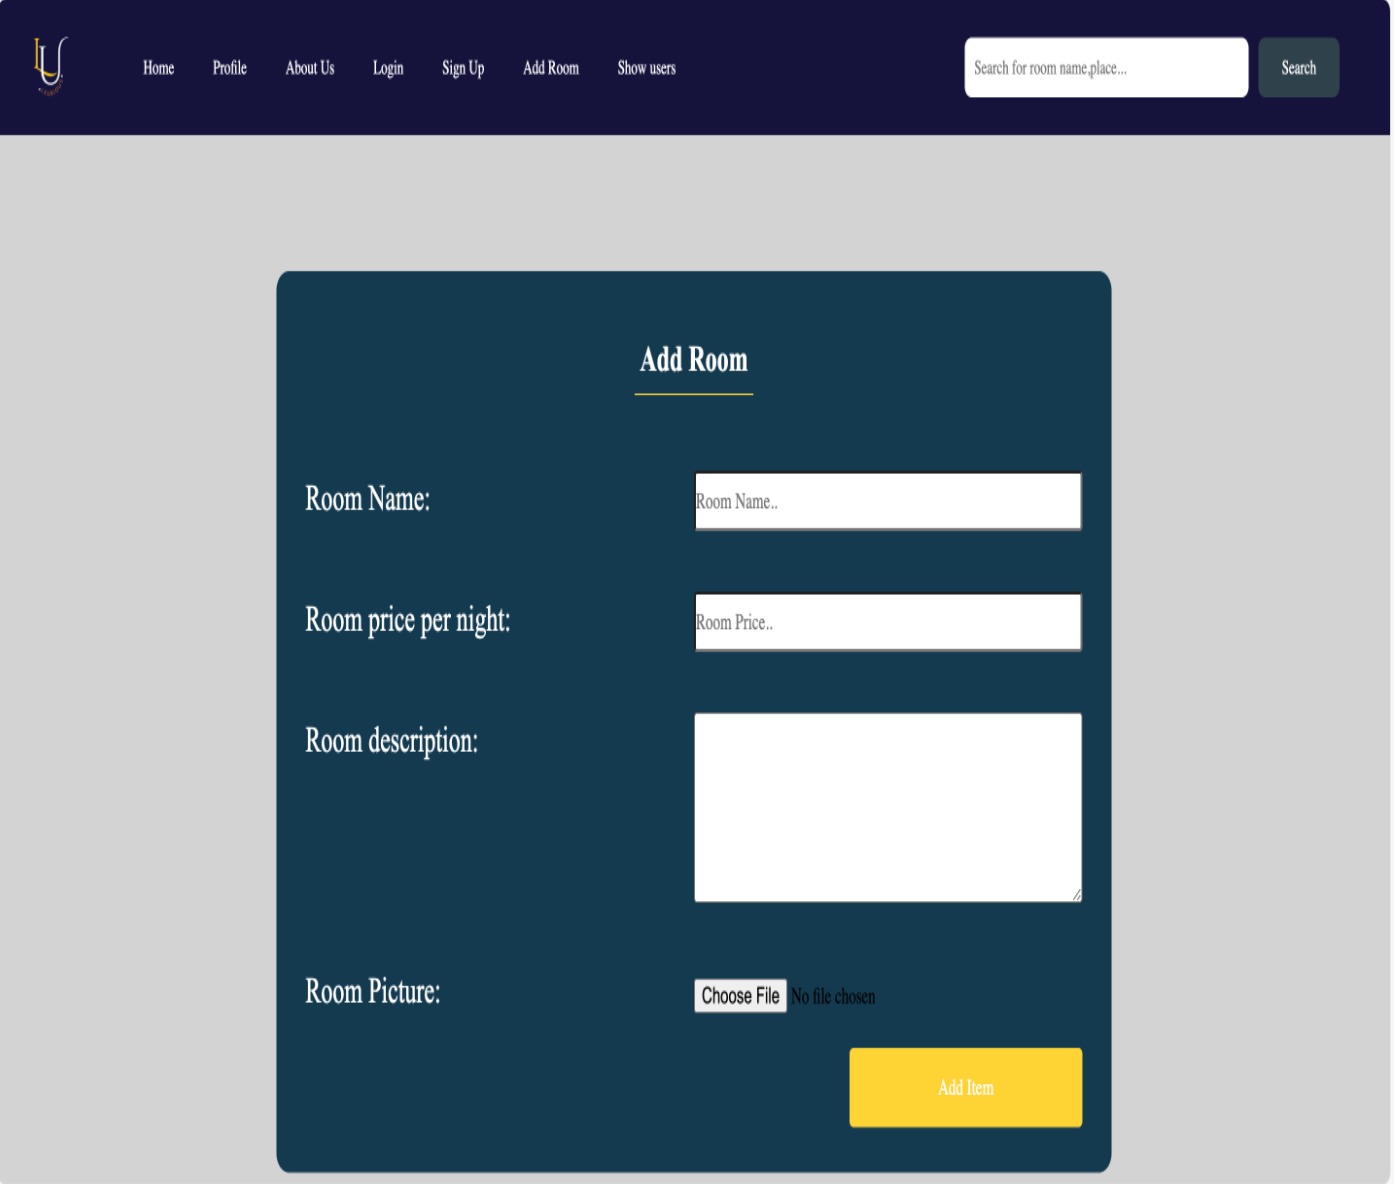 Home Profile About Us Login Sign Up Add Room Show users Search for room name,place... Search
Add Room
Room Name: Room Name..
Room price per night: Room Price..
Room description:
Room Picture: Choose File No file chosen
Add Item